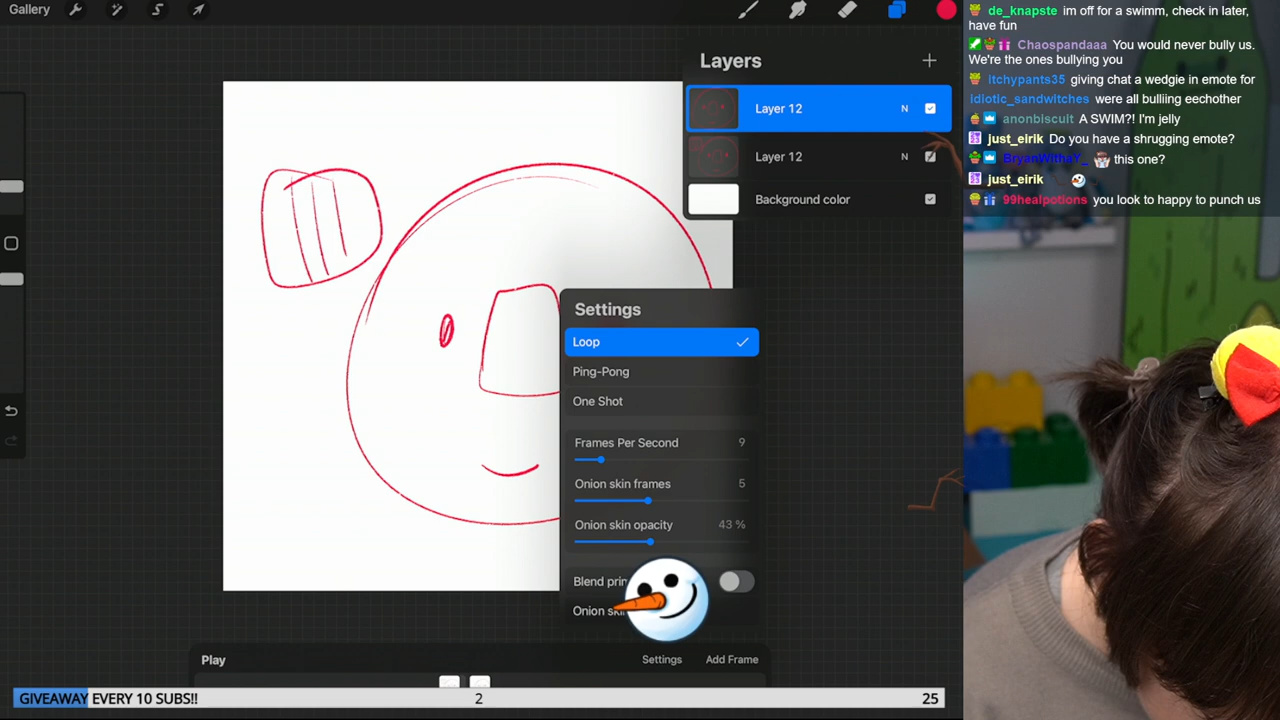 Gallery
Layers
Layer 12
N
Layer 12
N
Background color
Settings
Loop
Ping-Pong
One Shot
Frames Per Second 9
Onion skin frames 5
Onion skin opacity 43 %
Blend
Onion
Play
Settings
Add Frame
GIVEAWAY EVERY 10 SUBS!! 2 25
de_knapste im off for a swimm, check in later,
have fun
Chaospandaaa You would never bully us.
We're the ones bullying you
Itchypants35 giving chat a wedgie in emote for
idiotic_sandwitches were all bulliing eechother
anonbiscuit A SWIM?! I'm jelly
just_eirik Do you have a shrugging emote?
BryanWithaY_ this one?
just_eirik
99healpotions you look to happy to punch us